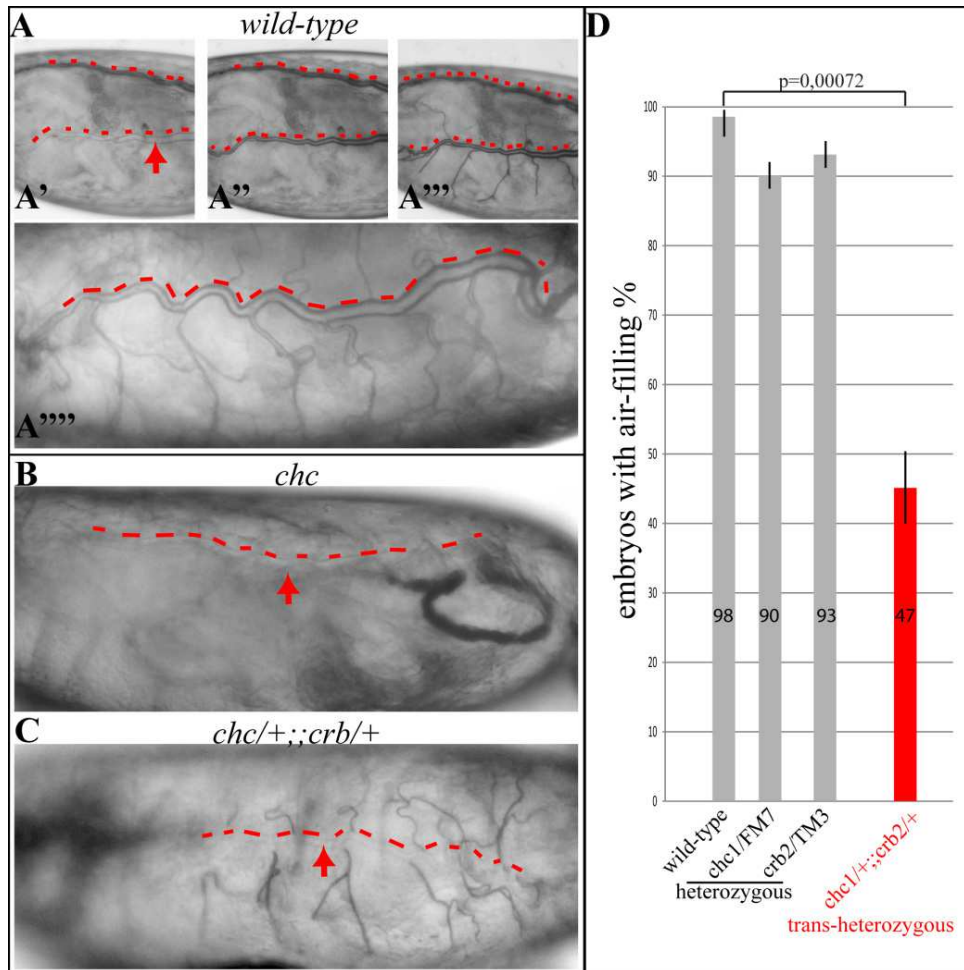 A
wild-type
A’
A’’
A’’’
A’’’’
B
chc
C
chc/+;;crb/+
D
p=0,00072
embryos with air-filling %
100
90
80
70
60
50
40
30
20
10
0
98
90
93
47
wild-type
chc1/FM7
crb2/TM3
chc1/+;;crb2/+
heterozygous
trans-heterozygous